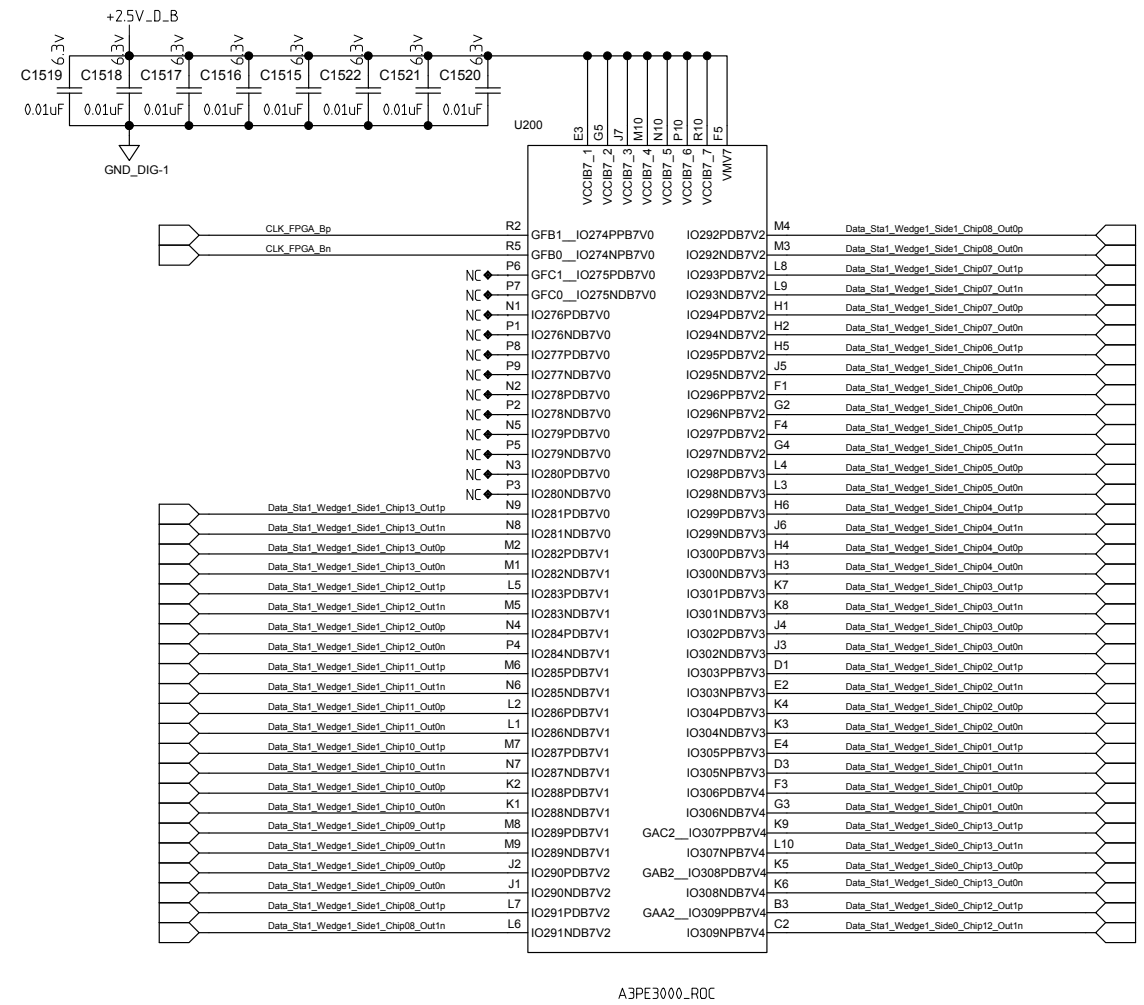 +2.5V_D_B
6.3v 6.3v 6.3v 6.3v 6.3v 6.3v 6.3v 6.3v
C1519 C1518 C1517 C1516 C1515 C1522 C1521 C1520
0.01uF 0.01uF 0.01uF 0.01uF 0.01uF 0.01uF 0.01uF 0.01uF
GND_DIG-1
U200
E3 G5 J7 M10 N10 P10 R10 F5
VCCIB7_1 VCCIB7_2 VCCIB7_3 VCCIB7_4 VCCIB7_5 VCCIB7_6 VCCIB7_7 VMV7
CLK_FPGA_Bp R2 GFB1__IO274PPB7V0 IO292PDB7V2 M4 Data_Sta1_Wedge1_Side1_Chip08_Out0p
CLK_FPGA_Bn R5 GFB0__IO274NPB7V0 IO292NDB7V2 M3 Data_Sta1_Wedge1_Side1_Chip08_Out0n
NC P6 GFC1__IO275PDB7V0 IO293PDB7V2 L8 Data_Sta1_Wedge1_Side1_Chip07_Out1p
NC P7 GFC0__IO275NDB7V0 IO293NDB7V2 L9 Data_Sta1_Wedge1_Side1_Chip07_Out1n
NC N1 IO276PDB7V0 IO294PDB7V2 H1 Data_Sta1_Wedge1_Side1_Chip07_Out0p
NC P1 IO276NDB7V0 IO294NDB7V2 H2 Data_Sta1_Wedge1_Side1_Chip07_Out0n
NC P8 IO277PDB7V0 IO295PDB7V2 H5 Data_Sta1_Wedge1_Side1_Chip06_Out1p
NC P9 IO277NDB7V0 IO295NDB7V2 J5 Data_Sta1_Wedge1_Side1_Chip06_Out1n
NC N2 IO278PDB7V0 IO296PPB7V2 F1 Data_Sta1_Wedge1_Side1_Chip06_Out0p
NC P2 IO278NDB7V0 IO296NPB7V2 G2 Data_Sta1_Wedge1_Side1_Chip06_Out0n
NC N5 IO279PDB7V0 IO297PDB7V2 F4 Data_Sta1_Wedge1_Side1_Chip05_Out1p
NC P5 IO279NDB7V0 IO297NDB7V2 G4 Data_Sta1_Wedge1_Side1_Chip05_Out1n
NC N3 IO280PDB7V0 IO298PDB7V3 L4 Data_Sta1_Wedge1_Side1_Chip05_Out0p
NC P3 IO280NDB7V0 IO298NDB7V3 L3 Data_Sta1_Wedge1_Side1_Chip05_Out0n
Data_Sta1_Wedge1_Side1_Chip13_Out1p N9 IO281PDB7V0 IO299PDB7V3 H6 Data_Sta1_Wedge1_Side1_Chip04_Out1p
Data_Sta1_Wedge1_Side1_Chip13_Out1n N8 IO281NDB7V0 IO299NDB7V3 J6 Data_Sta1_Wedge1_Side1_Chip04_Out1n
Data_Sta1_Wedge1_Side1_Chip13_Out0p M2 IO282PDB7V1 IO300PDB7V3 H4 Data_Sta1_Wedge1_Side1_Chip04_Out0p
Data_Sta1_Wedge1_Side1_Chip13_Out0n M1 IO282NDB7V1 IO300NDB7V3 H3 Data_Sta1_Wedge1_Side1_Chip04_Out0n
Data_Sta1_Wedge1_Side1_Chip12_Out1p L5 IO283PDB7V1 IO301PDB7V3 K7 Data_Sta1_Wedge1_Side1_Chip03_Out1p
Data_Sta1_Wedge1_Side1_Chip12_Out1n M5 IO283NDB7V1 IO301NDB7V3 K8 Data_Sta1_Wedge1_Side1_Chip03_Out1n
Data_Sta1_Wedge1_Side1_Chip12_Out0p N4 IO284PDB7V1 IO302PDB7V3 J4 Data_Sta1_Wedge1_Side1_Chip03_Out0p
Data_Sta1_Wedge1_Side1_Chip12_Out0n P4 IO284NDB7V1 IO302NDB7V3 J3 Data_Sta1_Wedge1_Side1_Chip03_Out0n
Data_Sta1_Wedge1_Side1_Chip11_Out1p M6 IO285PDB7V1 IO303PPB7V3 D1 Data_Sta1_Wedge1_Side1_Chip02_Out1p
Data_Sta1_Wedge1_Side1_Chip11_Out1n N6 IO285NDB7V1 IO303NPB7V3 E2 Data_Sta1_Wedge1_Side1_Chip02_Out1n
Data_Sta1_Wedge1_Side1_Chip11_Out0p L2 IO286PDB7V1 IO304PDB7V3 K4 Data_Sta1_Wedge1_Side1_Chip02_Out0p
Data_Sta1_Wedge1_Side1_Chip11_Out0n L1 IO286NDB7V1 IO304NDB7V3 K3 Data_Sta1_Wedge1_Side1_Chip02_Out0n
Data_Sta1_Wedge1_Side1_Chip10_Out1p M7 IO287PDB7V1 IO305PPB7V3 E4 Data_Sta1_Wedge1_Side1_Chip01_Out1p
Data_Sta1_Wedge1_Side1_Chip10_Out1n N7 IO287NDB7V1 IO305NPB7V3 D3 Data_Sta1_Wedge1_Side1_Chip01_Out1n
Data_Sta1_Wedge1_Side1_Chip10_Out0p K2 IO288PDB7V1 IO306PDB7V4 F3 Data_Sta1_Wedge1_Side1_Chip01_Out0p
Data_Sta1_Wedge1_Side1_Chip10_Out0n K1 IO288NDB7V1 IO306NDB7V4 G3 Data_Sta1_Wedge1_Side1_Chip01_Out0n
Data_Sta1_Wedge1_Side1_Chip09_Out1p M8 IO289PDB7V1 GAC2__IO307PPB7V4 K9 Data_Sta1_Wedge1_Side0_Chip13_Out1p
Data_Sta1_Wedge1_Side1_Chip09_Out1n M9 IO289NDB7V1 IO307NPB7V4 L10 Data_Sta1_Wedge1_Side0_Chip13_Out1n
Data_Sta1_Wedge1_Side1_Chip09_Out0p J2 IO290PDB7V2 GAB2__IO308PDB7V4 K5 Data_Sta1_Wedge1_Side0_Chip13_Out0p
Data_Sta1_Wedge1_Side1_Chip09_Out0n J1 IO290NDB7V2 IO308NDB7V4 K6 Data_Sta1_Wedge1_Side0_Chip13_Out0n
Data_Sta1_Wedge1_Side1_Chip08_Out1p L7 IO291PDB7V2 GAA2__IO309PPB7V4 B3 Data_Sta1_Wedge1_Side0_Chip12_Out1p
Data_Sta1_Wedge1_Side1_Chip08_Out1n L6 IO291NDB7V2 IO309NPB7V4 C2 Data_Sta1_Wedge1_Side0_Chip12_Out1n
A3PE3000_ROC